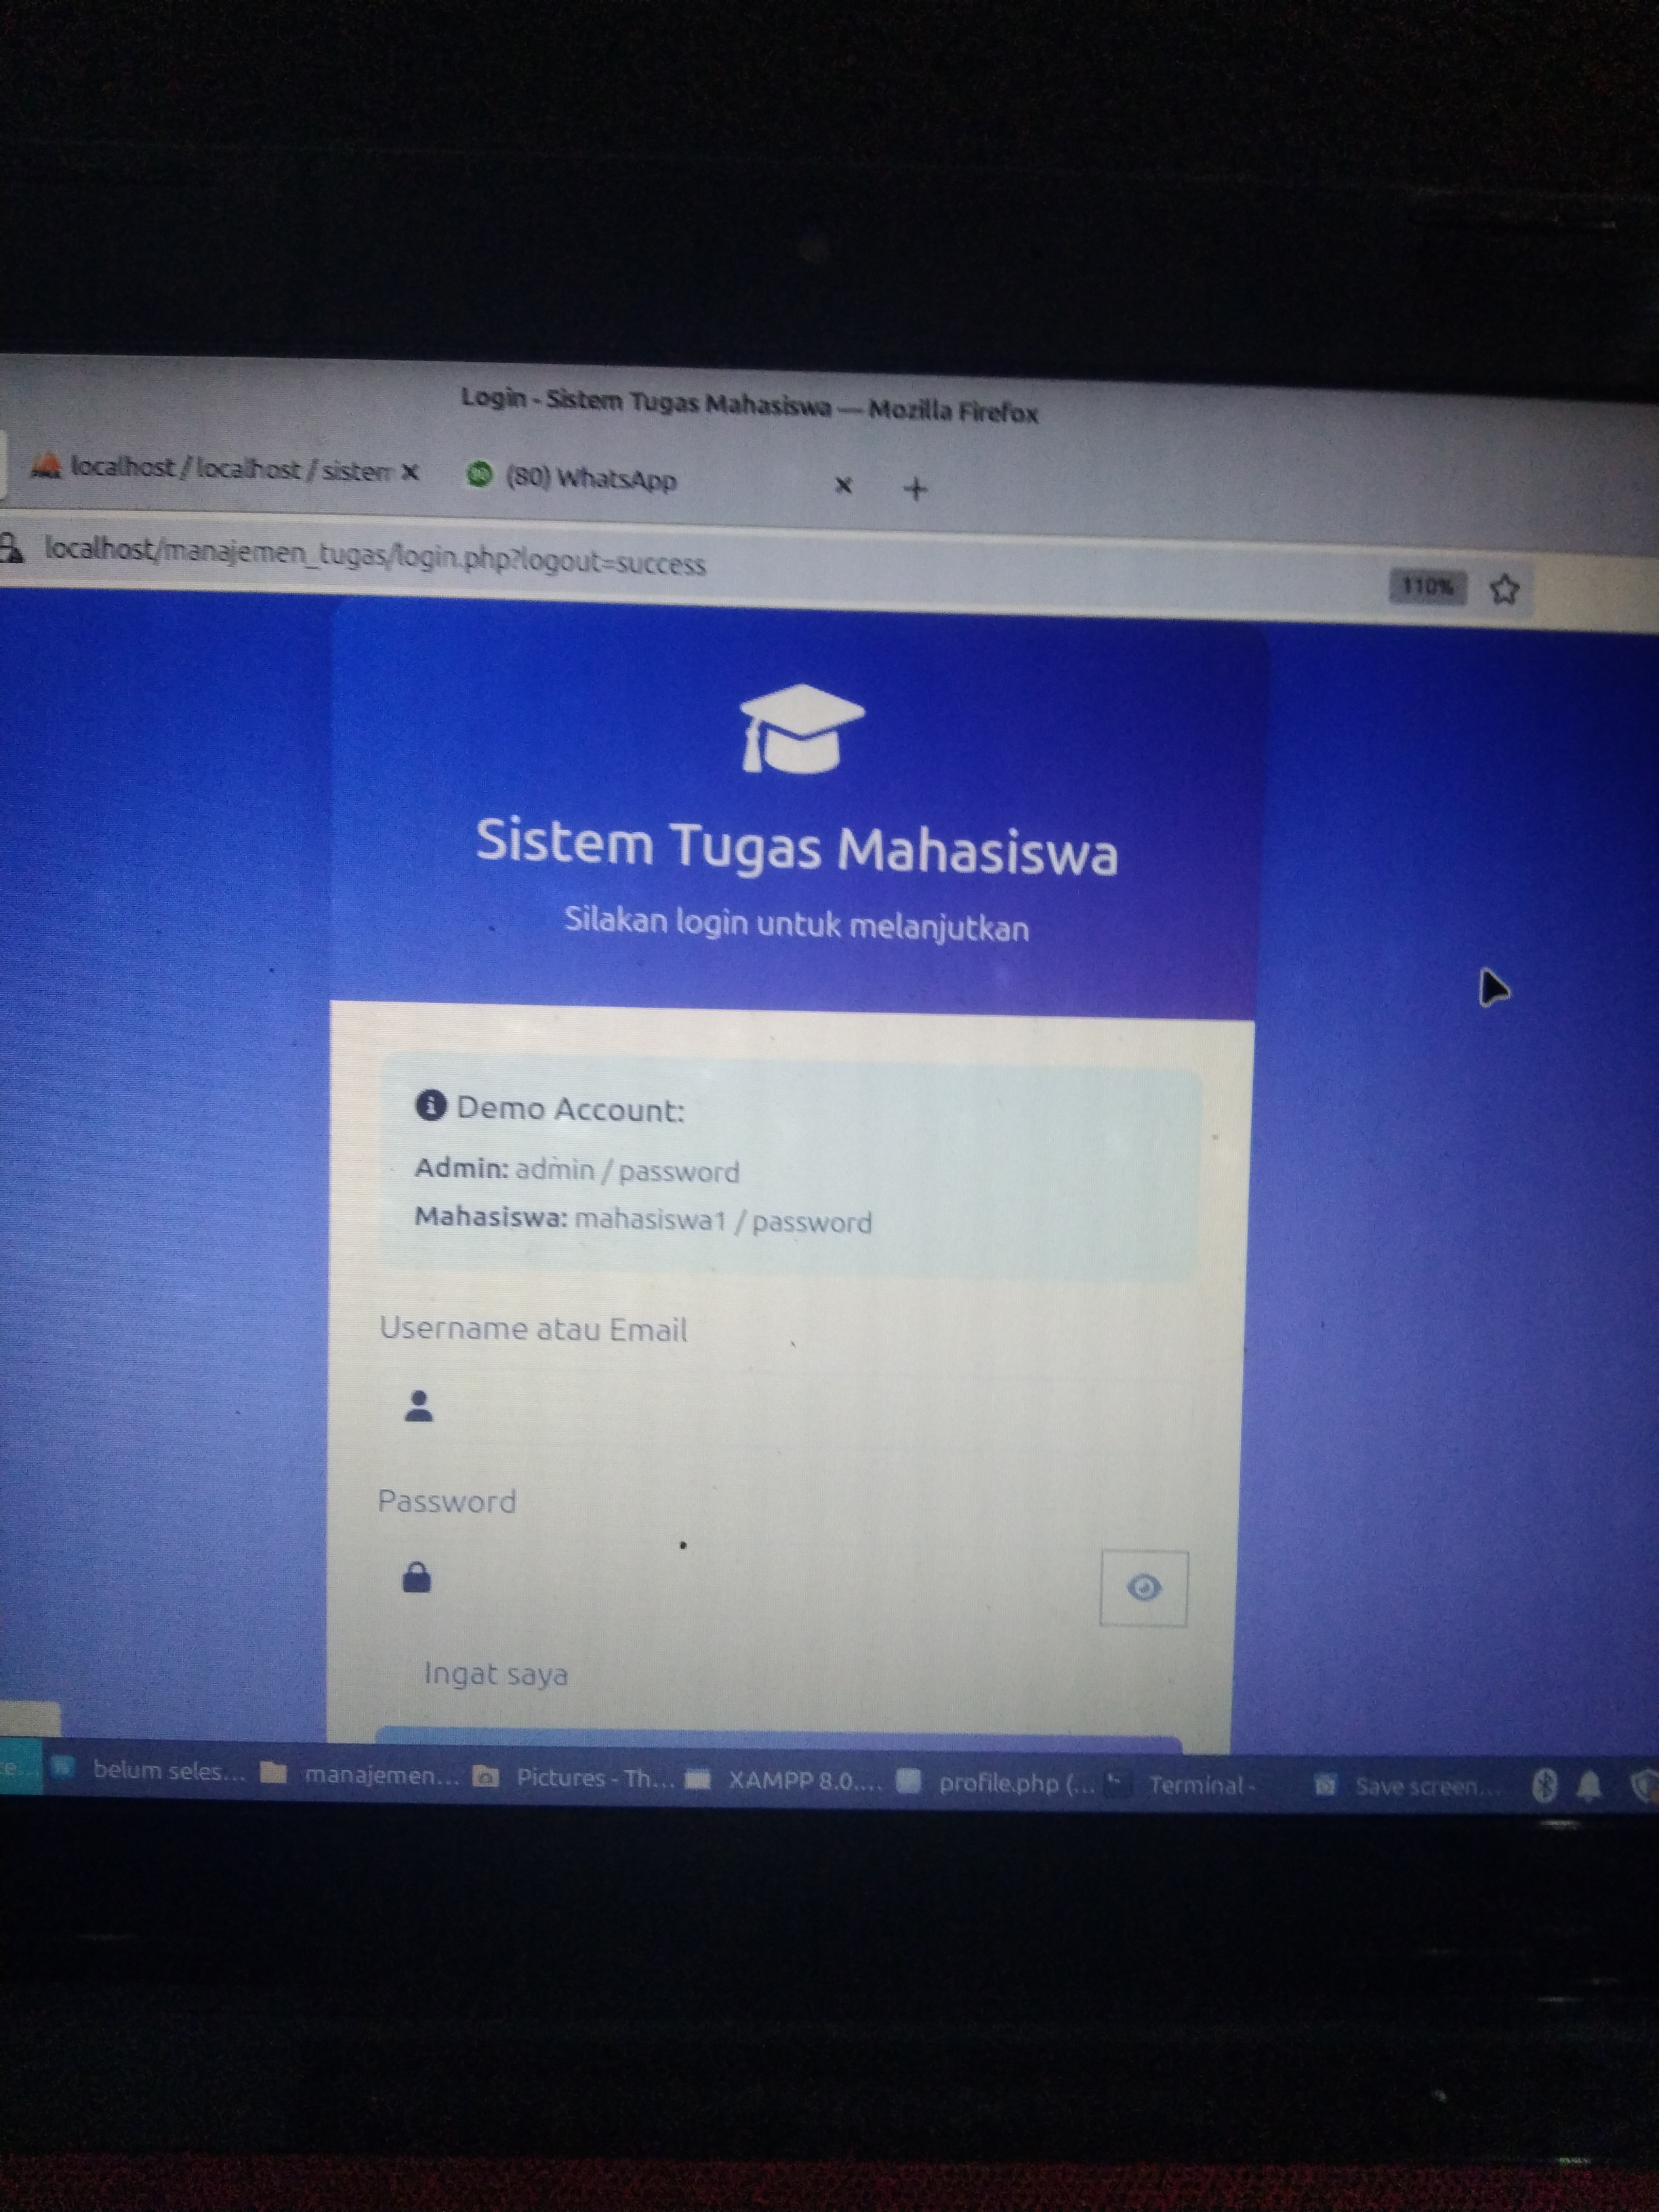 Login - Sistem Tugas Mahasiswa — Mozilla Firefox
localhost / localhost / sistem
(80) WhatsApp
localhost/manajemen_tugas/login.php?logout=success
110%
Sistem Tugas Mahasiswa
Silakan login untuk melanjutkan
Demo Account:
Admin: admin / password
Mahasiswa: mahasiswa1 / password
Username atau Email
Password
Ingat saya
belum seles...
manajemen...
Pictures - Th...
XAMPP 8.0....
profile.php (...
Terminal -
Save screen...